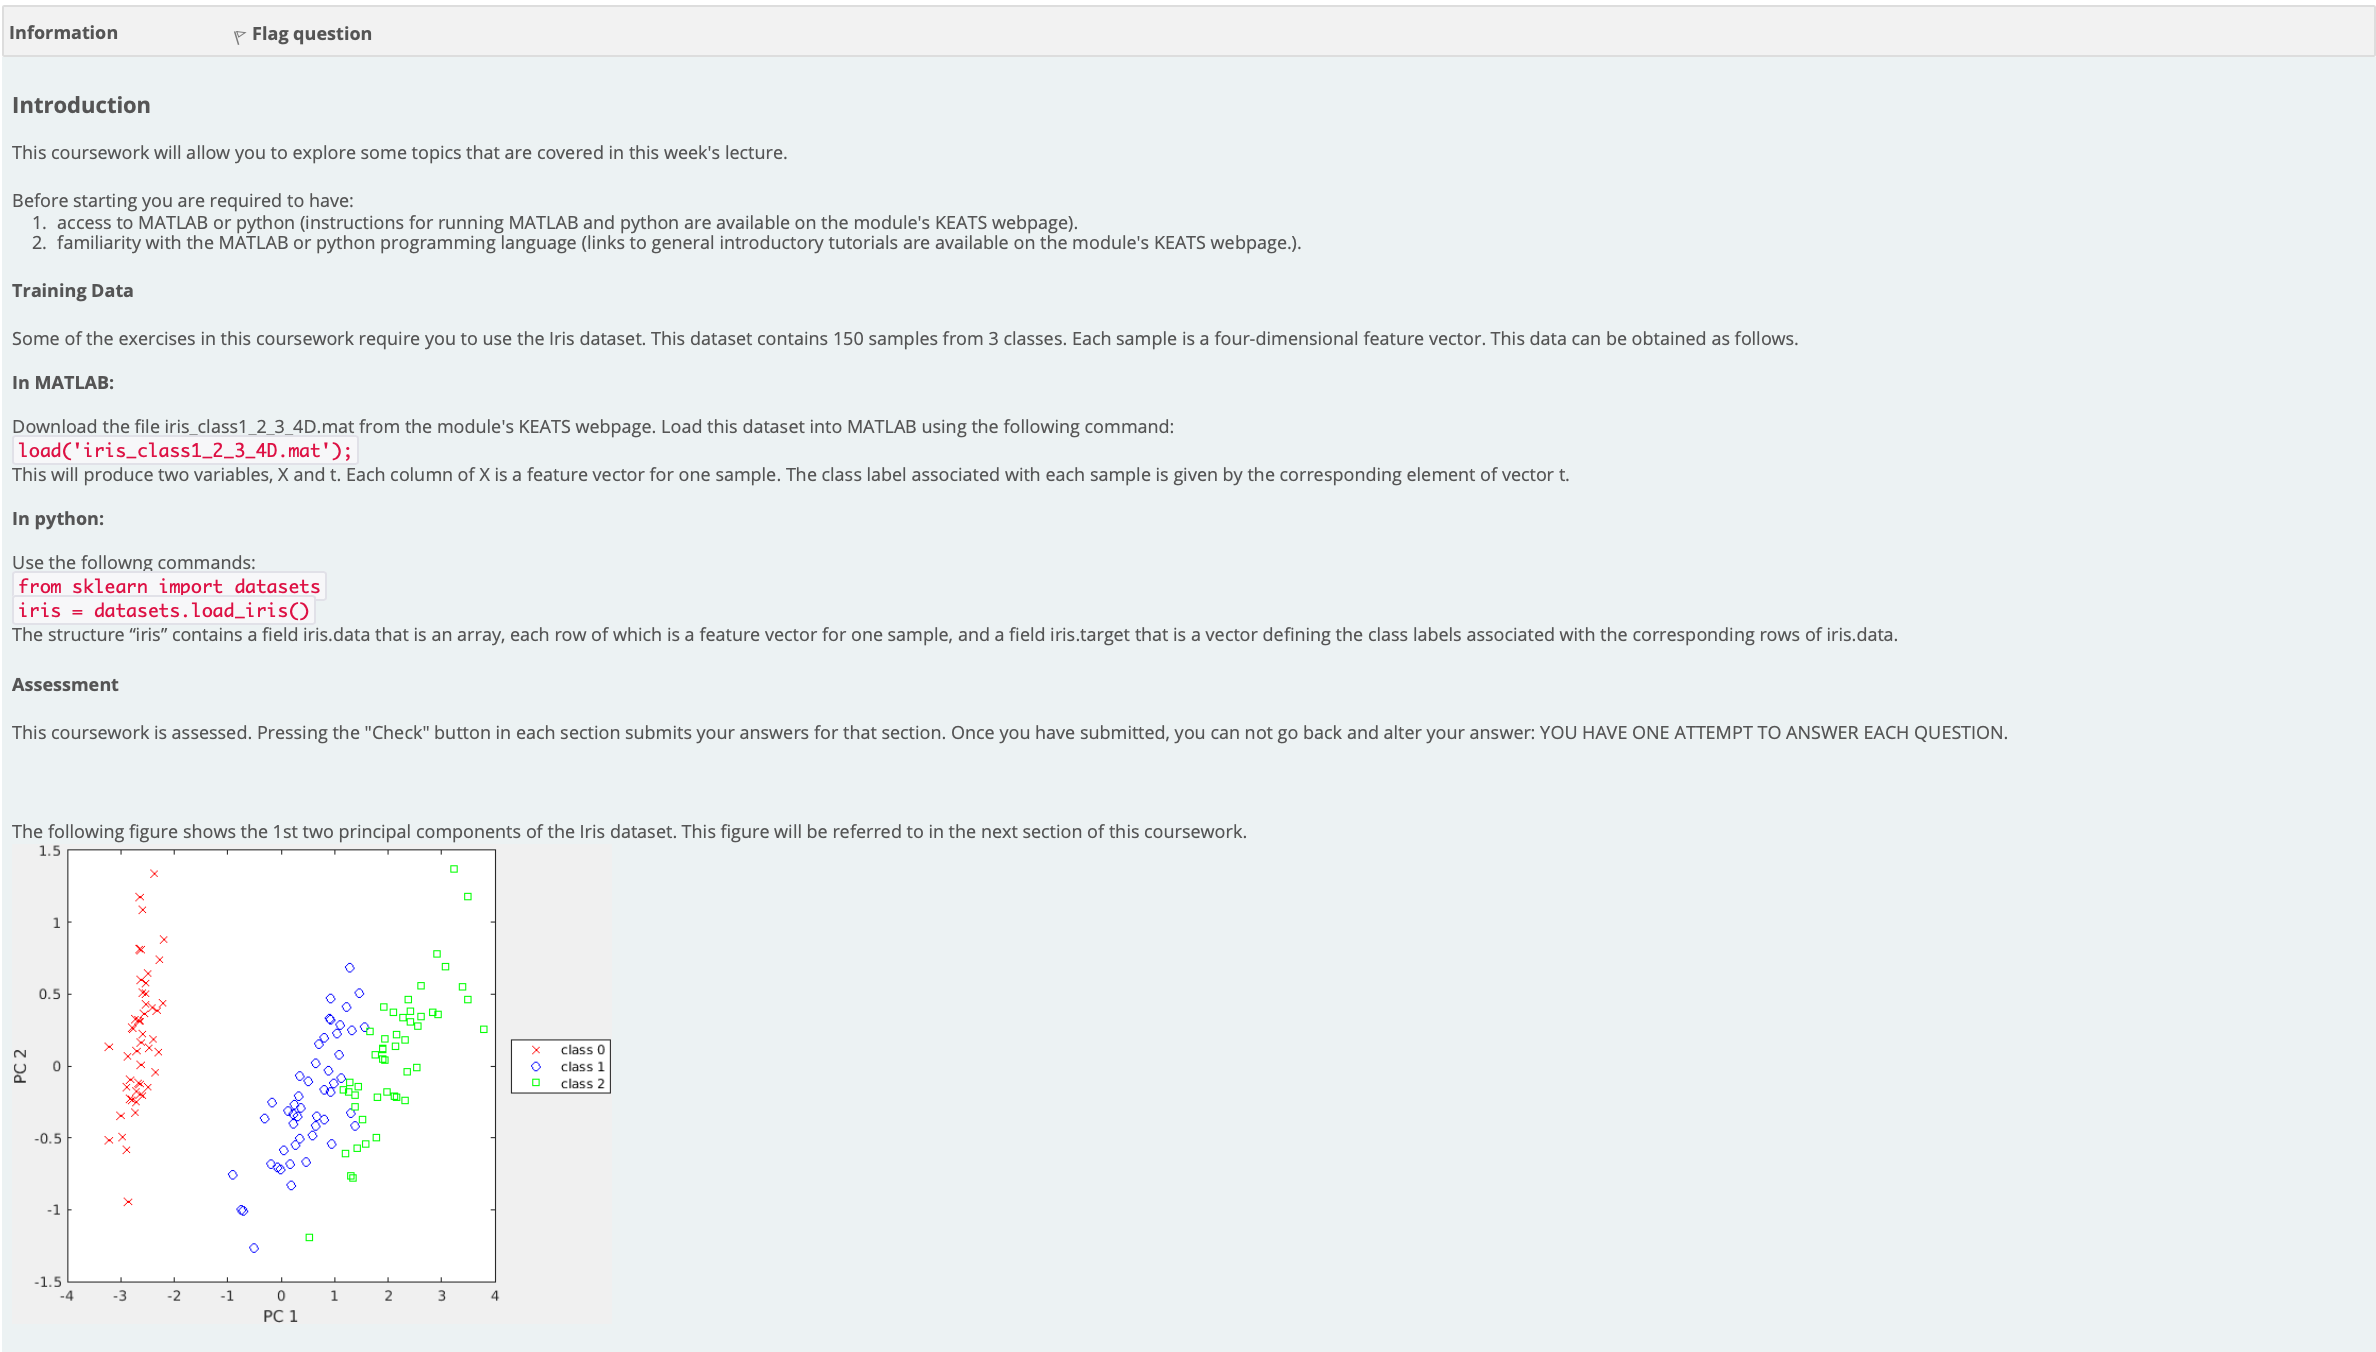 Information
Flag question
Introduction
This coursework will allow you to explore some topics that are covered in this week's lecture.
Before starting you are required to have:
1. access to MATLAB or python (instructions for running MATLAB and python are available on the module's KEATS webpage).
2. familiarity with the MATLAB or python programming language (links to general introductory tutorials are available on the module's KEATS webpage.).
Training Data
Some of the exercises in this coursework require you to use the Iris dataset. This dataset contains 150 samples from 3 classes. Each sample is a four-dimensional feature vector. This data can be obtained as follows.
In MATLAB:
Download the file iris_class1_2_3_4D.mat from the module's KEATS webpage. Load this dataset into MATLAB using the following command:
load('iris_class1_2_3_4D.mat');
This will produce two variables, X and t. Each column of X is a feature vector for one sample. The class label associated with each sample is given by the corresponding element of vector t.
In python:
Use the followng commands:
from sklearn import datasets
iris = datasets.load_iris()
The structure “iris” contains a field iris.data that is an array, each row of which is a feature vector for one sample, and a field iris.target that is a vector defining the class labels associated with the corresponding rows of iris.data.
Assessment
This coursework is assessed. Pressing the "Check" button in each section submits your answers for that section. Once you have submitted, you can not go back and alter your answer: YOU HAVE ONE ATTEMPT TO ANSWER EACH QUESTION.
The following figure shows the 1st two principal components of the Iris dataset. This figure will be referred to in the next section of this coursework.
1.5
1
0.5
0
-0.5
-1
-1.5
PC 2
-4 -3 -2 -1 0 1 2 3 4
PC 1
class 0
class 1
class 2